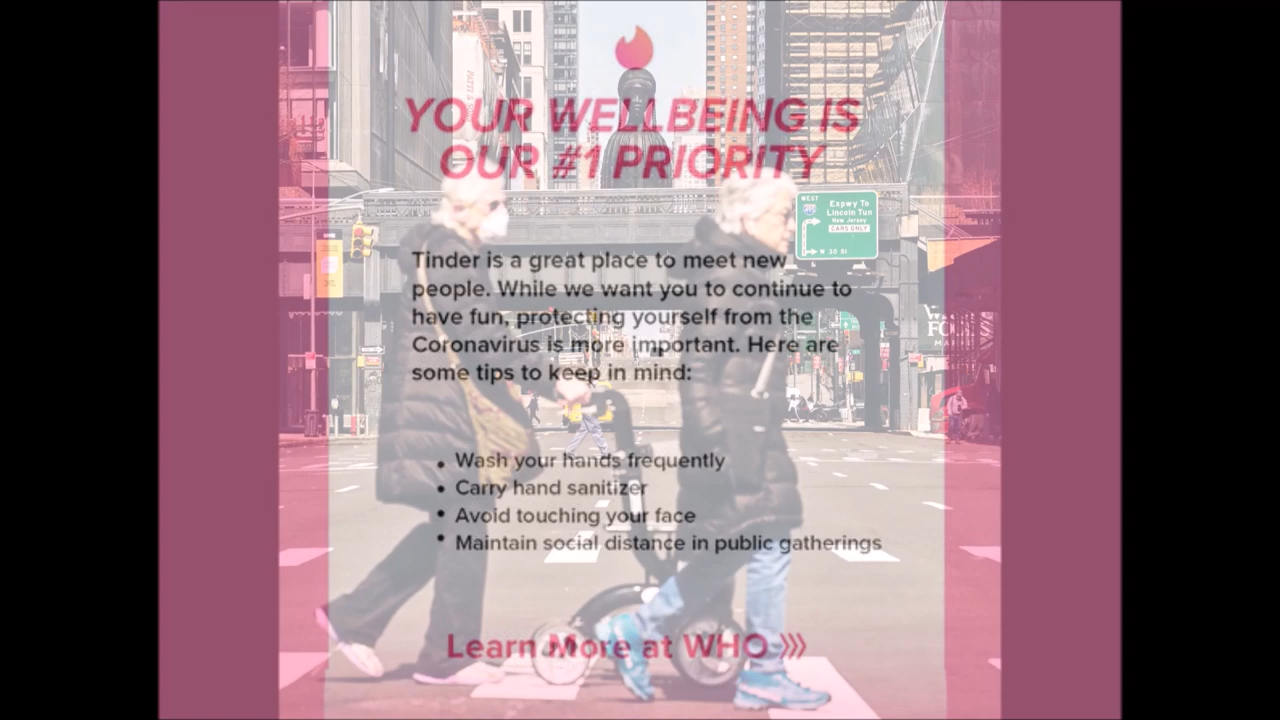 YOUR WELLBEING IS
OUR #1 PRIORITY
WEST
Expwy To
Lincoln Tun
New Jersey
CARS ONLY
W 30 St
Tinder is a great place to meet new
people. While we want you to continue to
have fun, protecting yourself from the
Coronavirus is more important. Here are
some tips to keep in mind:
• Wash your hands frequently
• Carry hand sanitizer
• Avoid touching your face
• Maintain social distance in public gatherings
Learn More at WHO